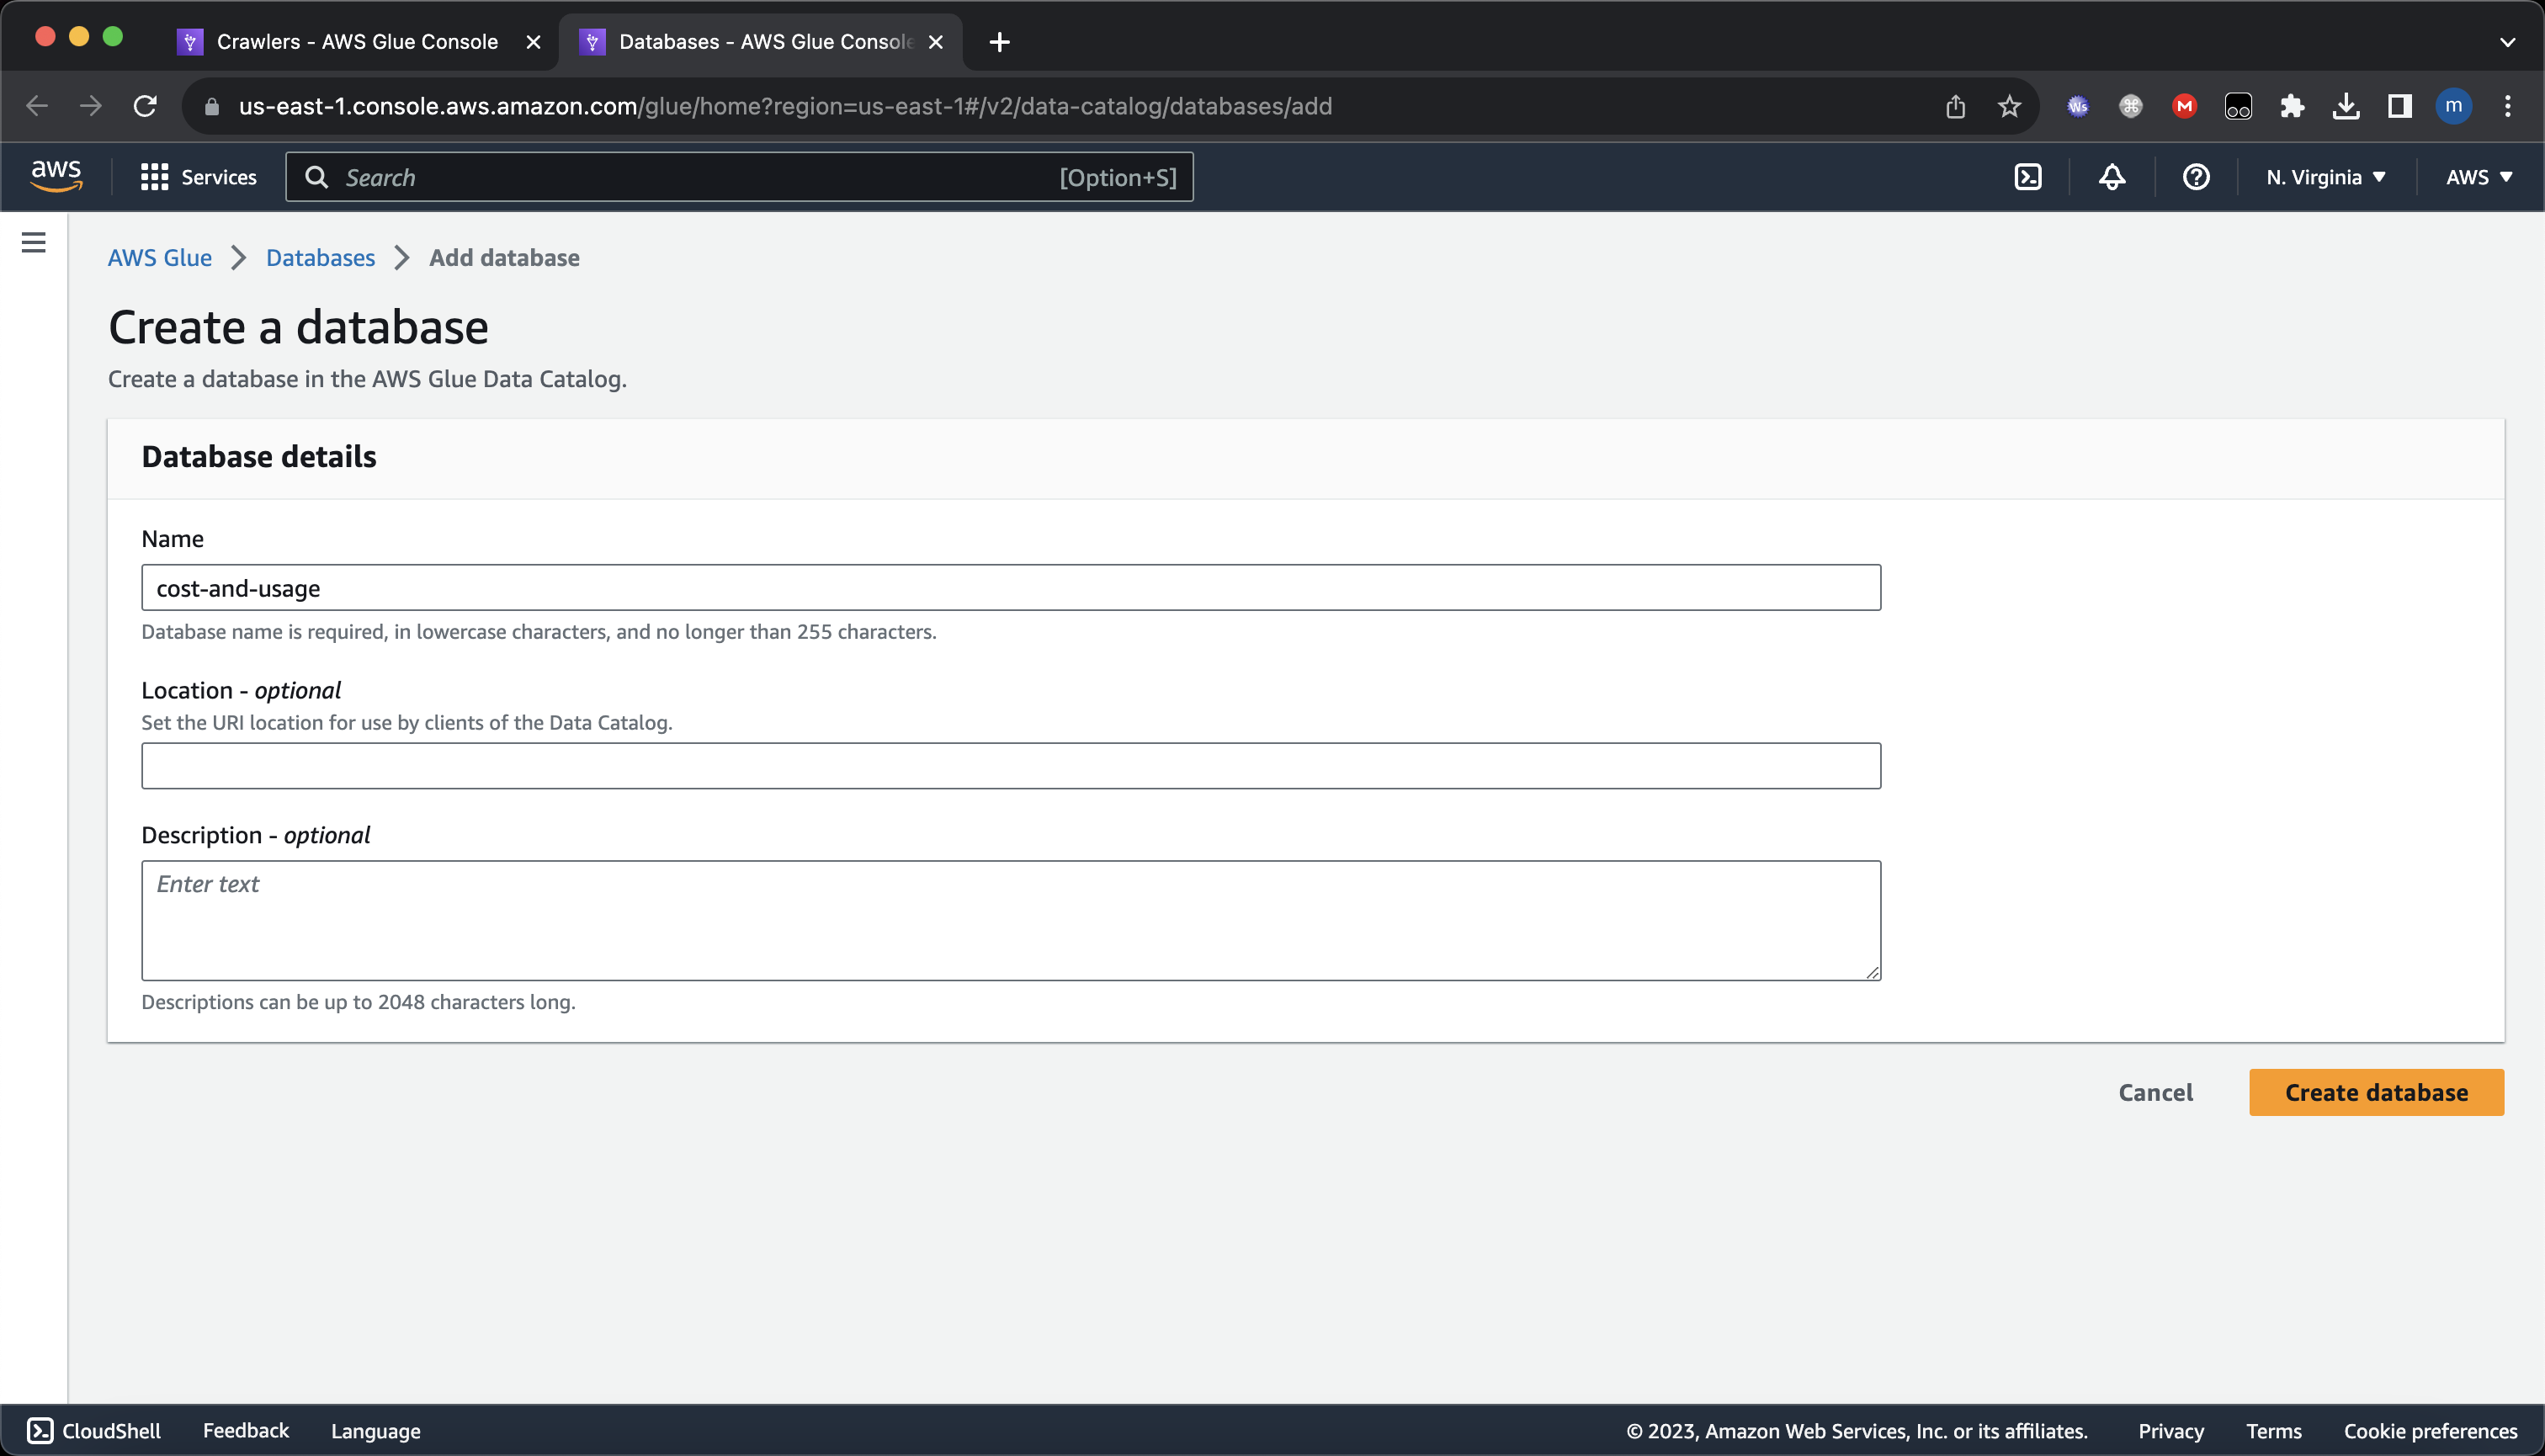 Crawlers - AWS Glue Console
Databases - AWS Glue Console
us-east-1.console.aws.amazon.com/glue/home?region=us-east-1#/v2/data-catalog/databases/add
Ws
M
m
aws
Services
Search
[Option+S]
N. Virginia
AWS
AWS Glue
Databases
Add database
Create a database
Create a database in the AWS Glue Data Catalog.
Database details
Name
cost-and-usage
Database name is required, in lowercase characters, and no longer than 255 characters.
Location - optional
Set the URI location for use by clients of the Data Catalog.
Description - optional
Enter text
Descriptions can be up to 2048 characters long.
Cancel
Create database
CloudShell
Feedback
Language
© 2023, Amazon Web Services, Inc. or its affiliates.
Privacy
Terms
Cookie preferences